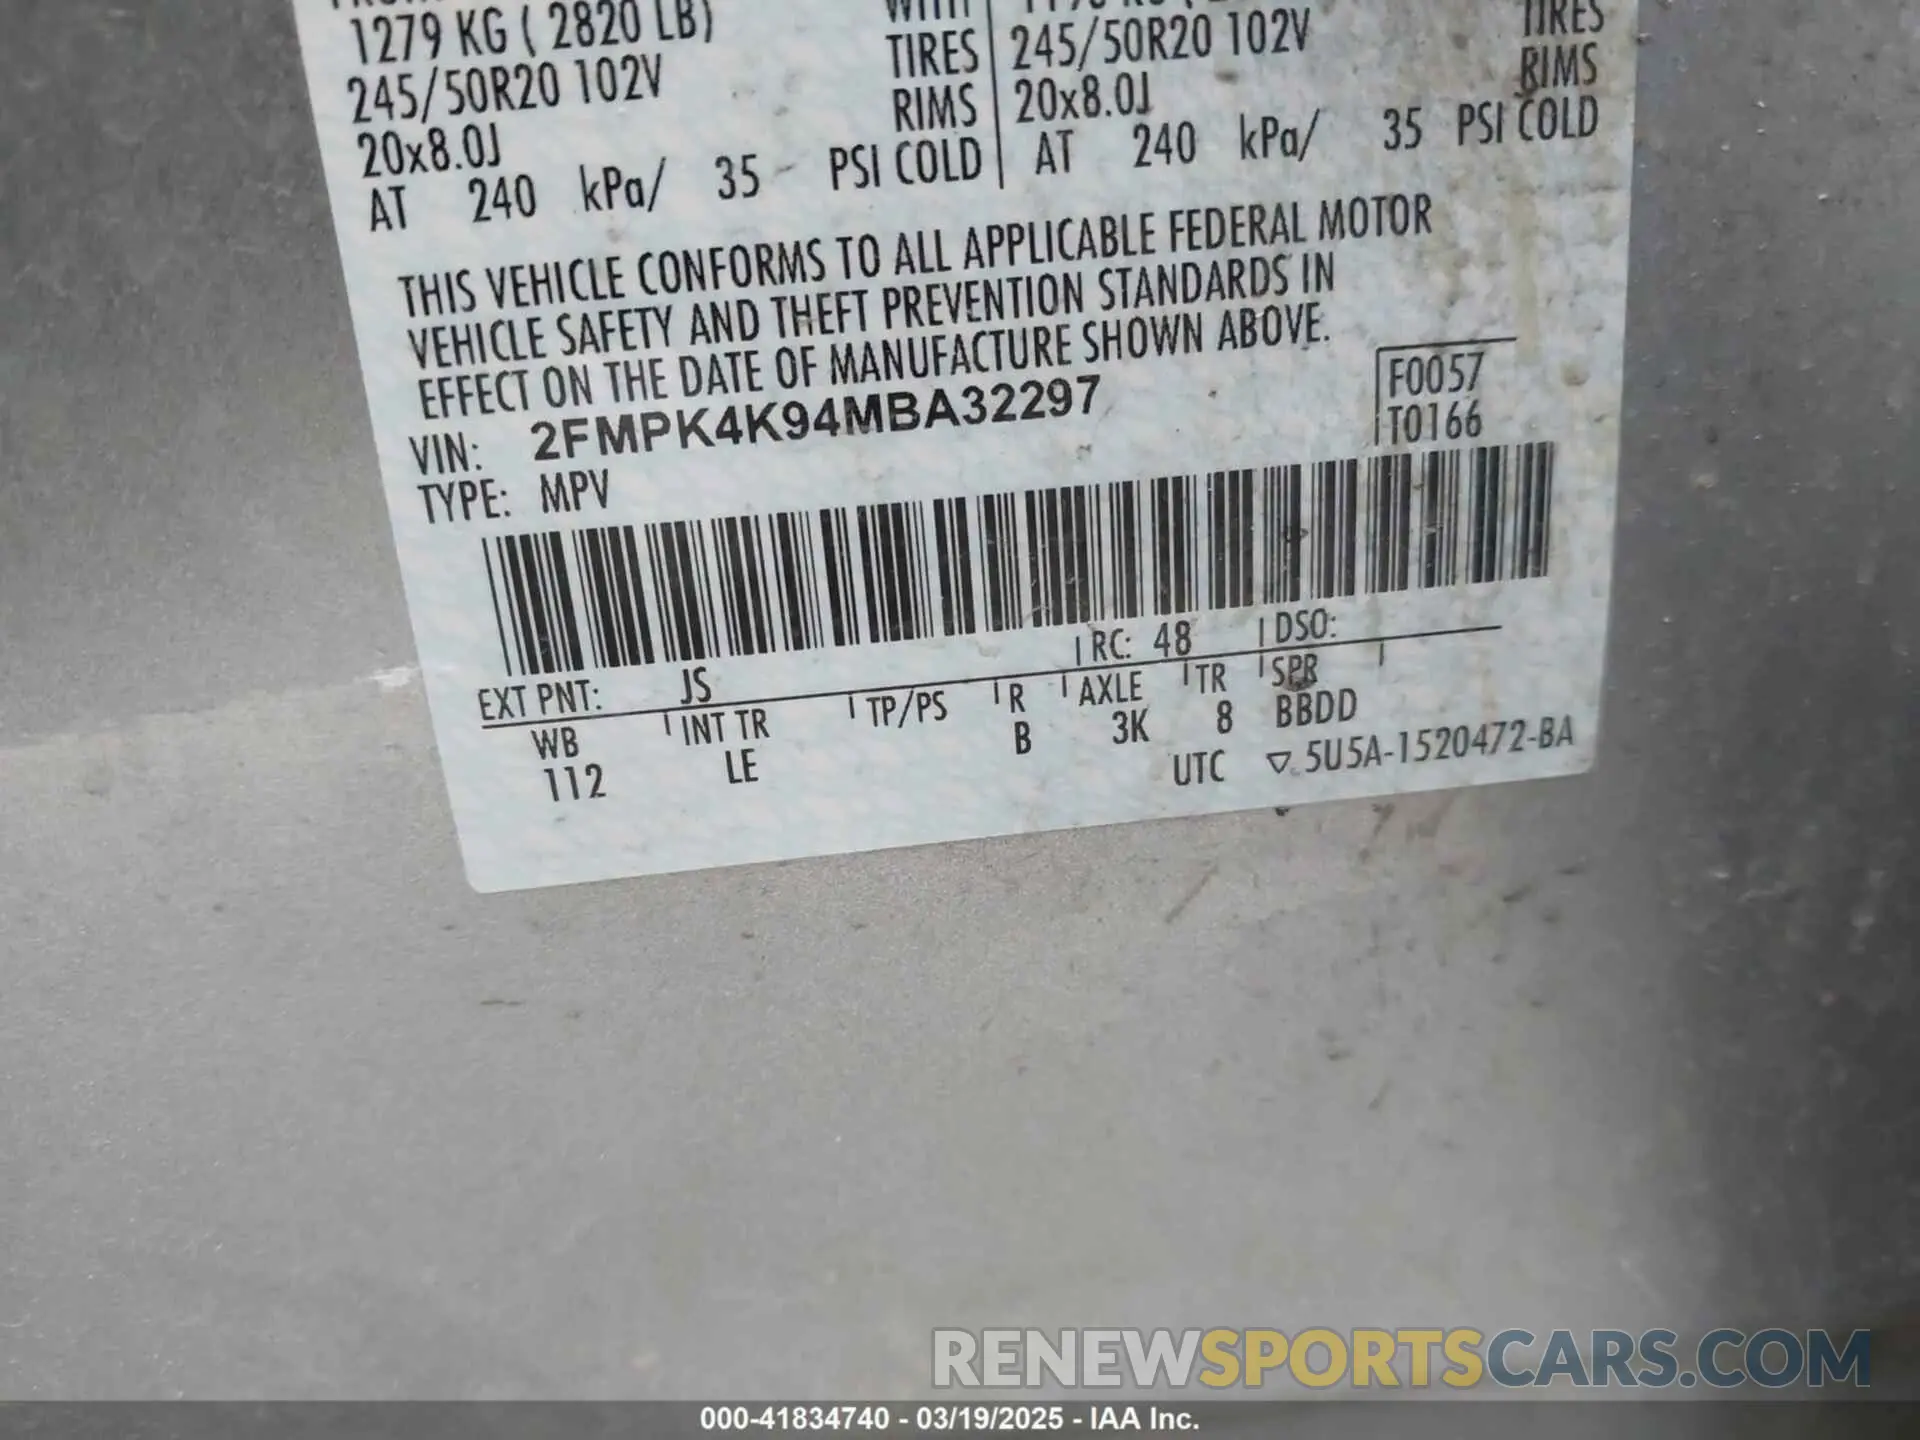 1279 KG ( 2820 LB) WITH
245/50R20 102V TIRES 245/50R20 102V TIRES
20x8.0J RIMS 20x8.0J RIMS
AT 240 kPa/ 35 PSI COLD AT 240 kPa/ 35 PSI COLD
THIS VEHICLE CONFORMS TO ALL APPLICABLE FEDERAL MOTOR
VEHICLE SAFETY AND THEFT PREVENTION STANDARDS IN
EFFECT ON THE DATE OF MANUFACTURE SHOWN ABOVE.
F0057
VIN: 2FMPK4K94MBA32297 T0166
TYPE: MPV
EXT PNT: JS RC: 48 DSO:
WB INT TR TP/PS R AXLE TR SPR
112 LE B 3K 8 BBDD
UTC ▽ 5U5A-1520472-BA
RENEWSPORTSCARS.COM
000-41834740 - 03/19/2025 - IAA Inc.